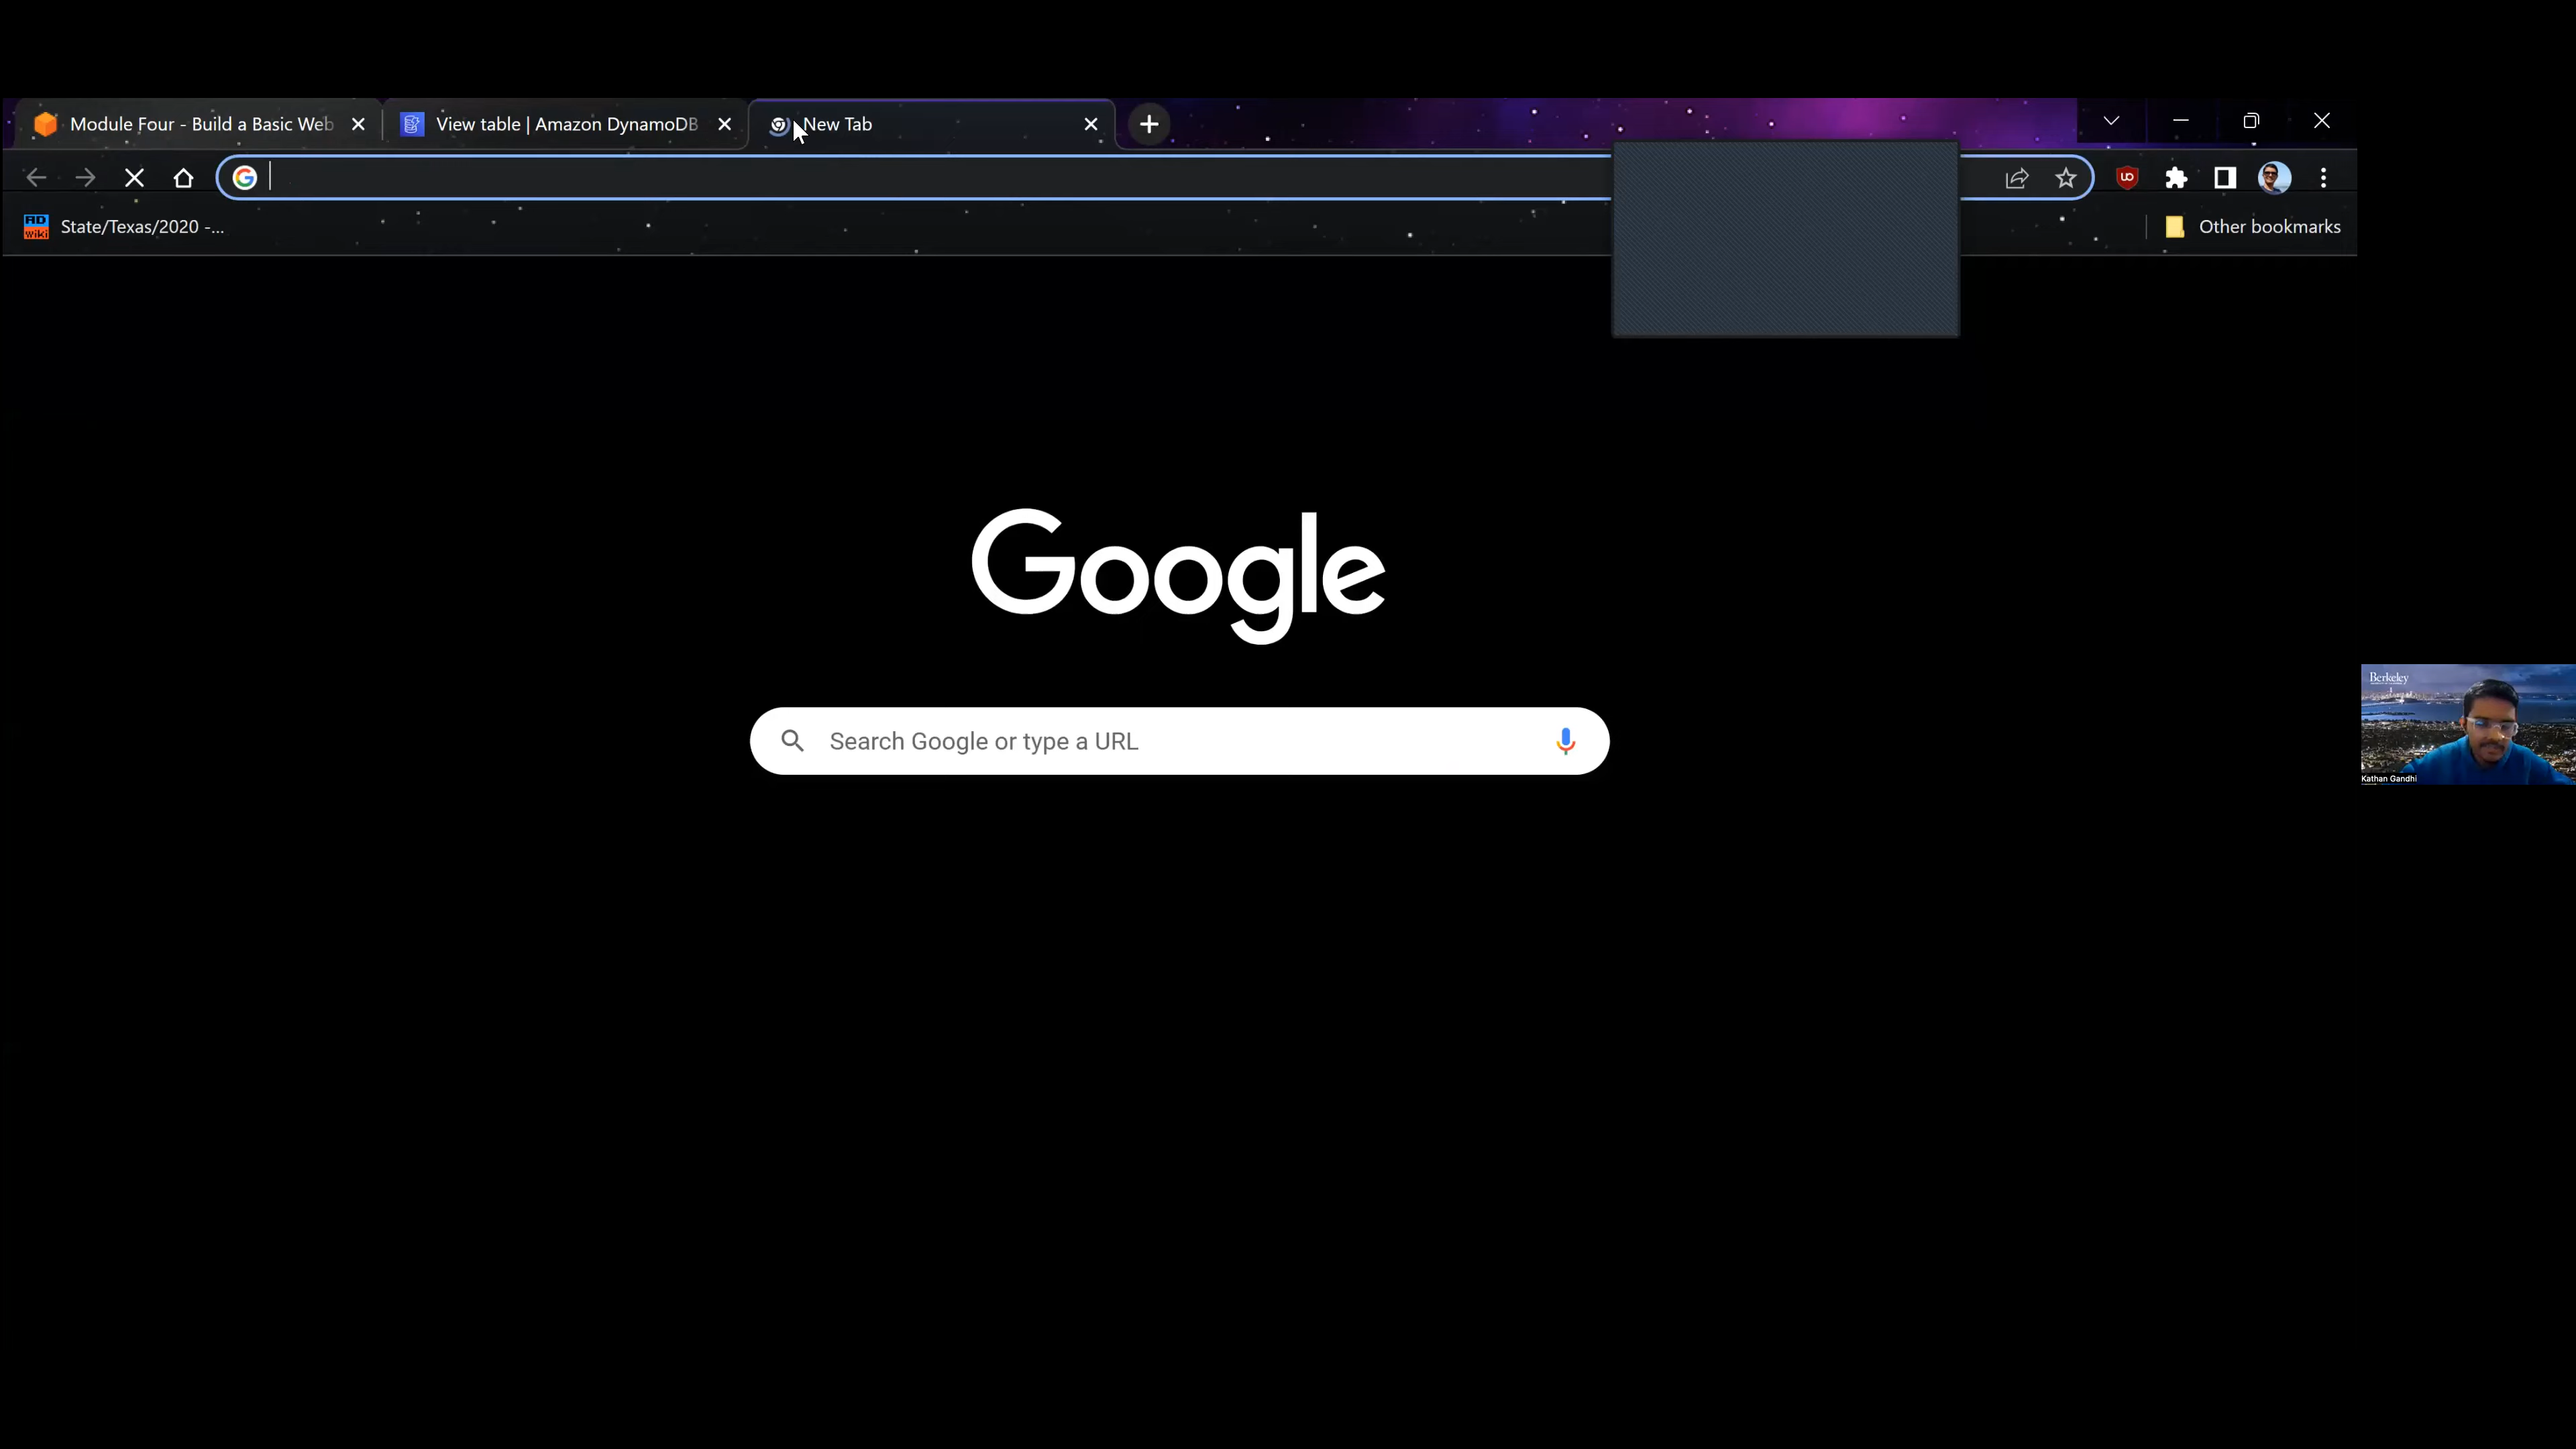 Module Four - Build a Basic Web
View table | Amazon DynamoDB
New Tab
State/Texas/2020 -...
Other bookmarks
Google
Search Google or type a URL
Berkeley
Kathan Gandhi